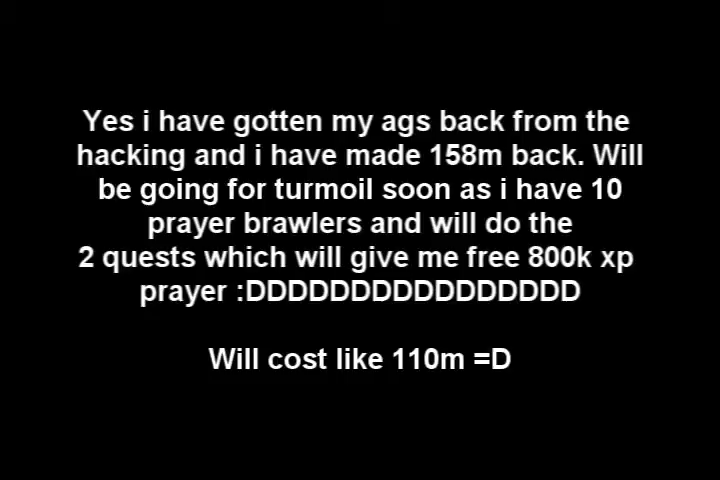 Yes i have gotten my ags back from the
hacking and i have made 158m back. Will
be going for turmoil soon as i have 10
prayer brawlers and will do the
2 quests which will give me free 800k xp
prayer :DDDDDDDDDDDDDDDD
Will cost like 110m =D